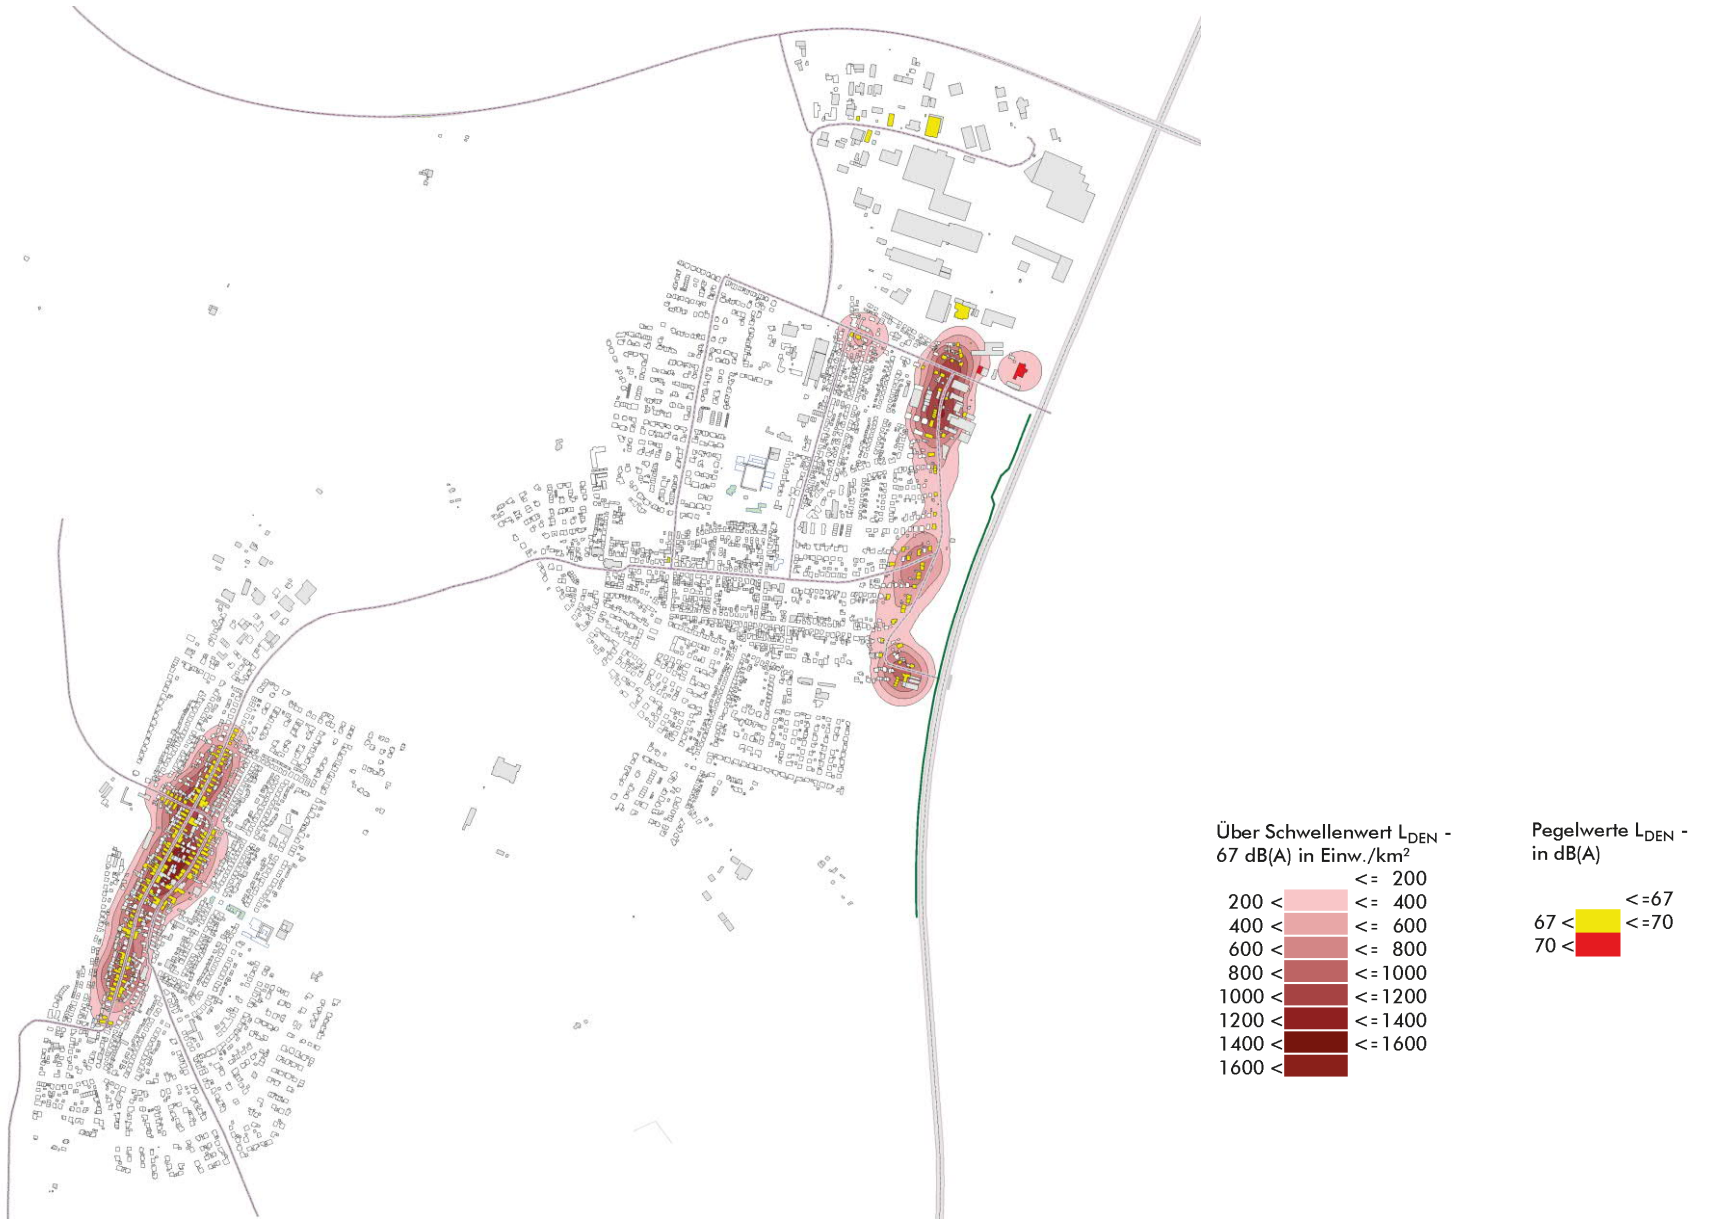 Über Schwellenwert LDEN -
67 dB(A) in Einw./km²
<= 200
200 < <= 400
400 < <= 600
600 < <= 800
800 < <=1000
1000 < <=1200
1200 < <=1400
1400 < <=1600
1600 <
Pegelwerte LDEN -
in dB(A)
<=67
67 < <=70
70 <